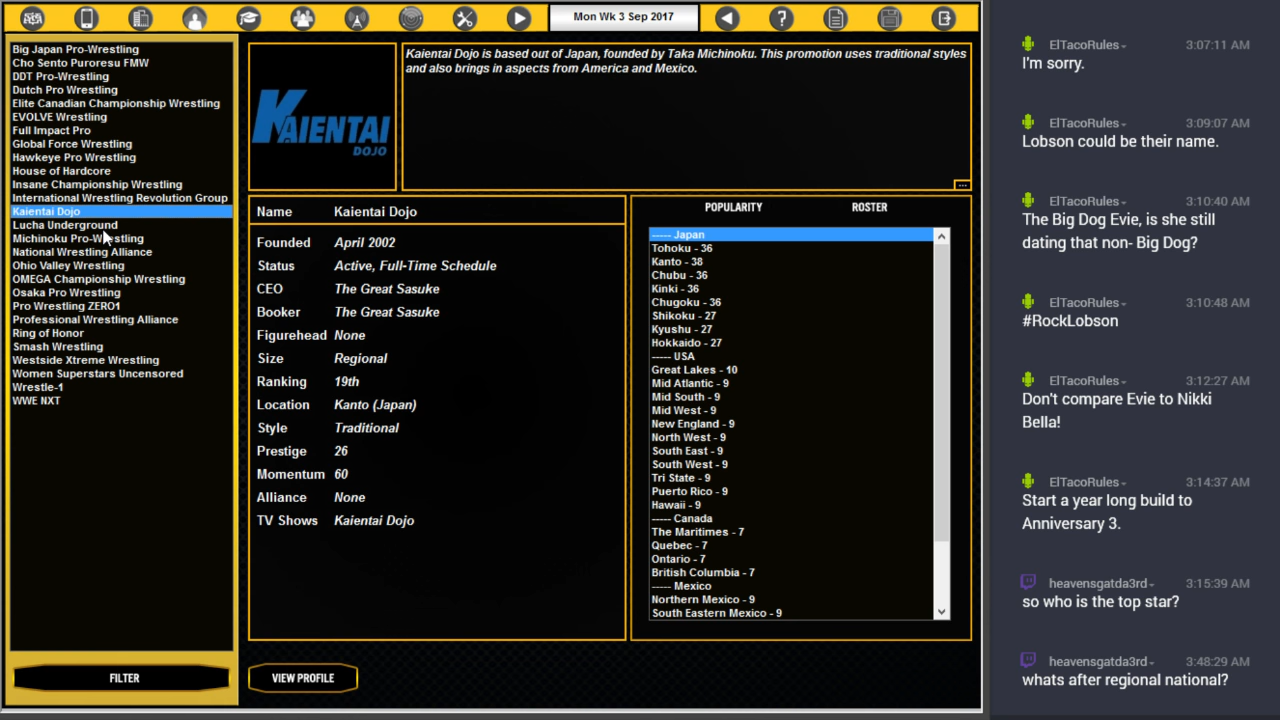 Mon Wk 3 Sep 2017
Big Japan Pro-Wrestling
Cho Sento Puroresu FMW
DDT Pro-Wrestling
Dutch Pro Wrestling
Elite Canadian Championship Wrestling
EVOLVE Wrestling
Full Impact Pro
Global Force Wrestling
Hawkeye Pro Wrestling
House of Hardcore
Insane Championship Wrestling
International Wrestling Revolution Group
Kaientai Dojo
Lucha Underground
Michinoku Pro-Wrestling
National Wrestling Alliance
Ohio Valley Wrestling
OMEGA Championship Wrestling
Osaka Pro Wrestling
Pro Wrestling ZERO1
Professional Wrestling Alliance
Ring of Honor
Smash Wrestling
Westside Xtreme Wrestling
Women Superstars Uncensored
Wrestle-1
WWE NXT
FILTER
KAIENTAI
DOJO
Kaientai Dojo is based out of Japan, founded by Taka Michinoku. This promotion uses traditional styles
and also brings in aspects from America and Mexico.
...
Name Kaientai Dojo
Founded April 2002
Status Active, Full-Time Schedule
CEO The Great Sasuke
Booker The Great Sasuke
Figurehead None
Size Regional
Ranking 19th
Location Kanto (Japan)
Style Traditional
Prestige 26
Momentum 60
Alliance None
TV Shows Kaientai Dojo
VIEW PROFILE
POPULARITY ROSTER
----- Japan
Tohoku - 36
Kanto - 38
Chubu - 36
Kinki - 36
Chugoku - 36
Shikoku - 27
Kyushu - 27
Hokkaido - 27
----- USA
Great Lakes - 10
Mid Atlantic - 9
Mid South - 9
Mid West - 9
New England - 9
North West - 9
South East - 9
South West - 9
Tri State - 9
Puerto Rico - 9
Hawaii - 9
----- Canada
The Maritimes - 7
Quebec - 7
Ontario - 7
British Columbia - 7
----- Mexico
Northern Mexico - 9
South Eastern Mexico - 9
ElTacoRules 3:07:11 AM
I'm sorry.
ElTacoRules 3:09:07 AM
Lobson could be their name.
ElTacoRules 3:10:40 AM
The Big Dog Evie, is she still
dating that non- Big Dog?
ElTacoRules 3:10:48 AM
#RockLobson
ElTacoRules 3:12:27 AM
Don't compare Evie to Nikki
Bella!
ElTacoRules 3:14:37 AM
Start a year long build to
Anniversary 3.
heavensgatda3rd 3:15:39 AM
so who is the top star?
heavensgatda3rd 3:48:29 AM
whats after regional national?